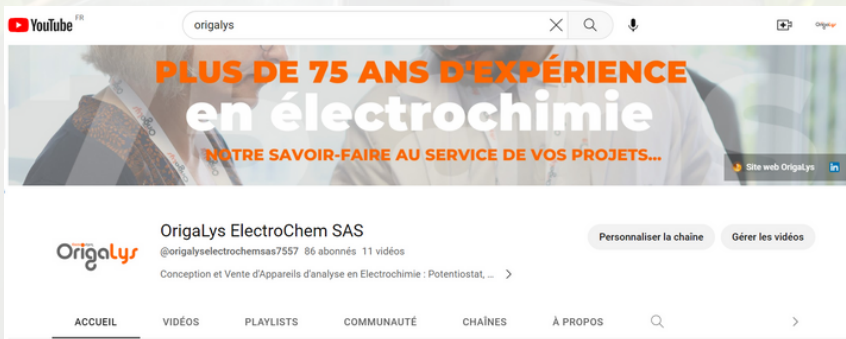 YouTube FR
origalys
Origalys
PLUS DE 75 ANS D'EXPÉRIENCE
en électrochimie
NOTRE SAVOIR-FAIRE AU SERVICE DE VOS PROJETS...
Site web OrigaLys
in
OrigaLys
OrigaLys ElectroChem SAS
@origalyselectrochemsas7557 86 abonnés 11 vidéos
Conception et Vente d'Appareils d'analyse en Electrochimie : Potentiostat, ...
Personnaliser la chaîne
Gérer les vidéos
ACCUEIL VIDÉOS PLAYLISTS COMMUNAUTÉ CHAÎNES À PROPOS